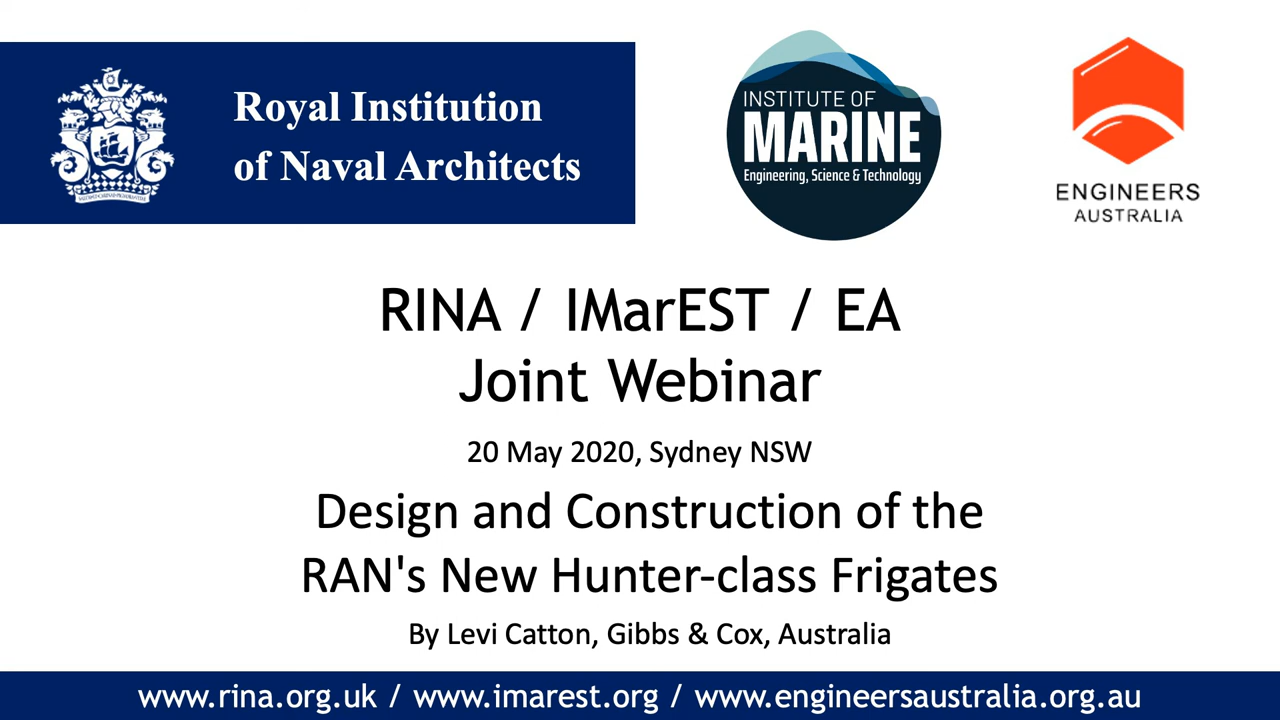 Royal Institution
of Naval Architects
INSTITUTE OF
MARINE
Engineering, Science & Technology
ENGINEERS
AUSTRALIA
RINA / IMarEST / EA
Joint Webinar
20 May 2020, Sydney NSW
Design and Construction of the
RAN's New Hunter-class Frigates
By Levi Catton, Gibbs & Cox, Australia
www.rina.org.uk / www.imarest.org / www.engineersaustralia.org.au